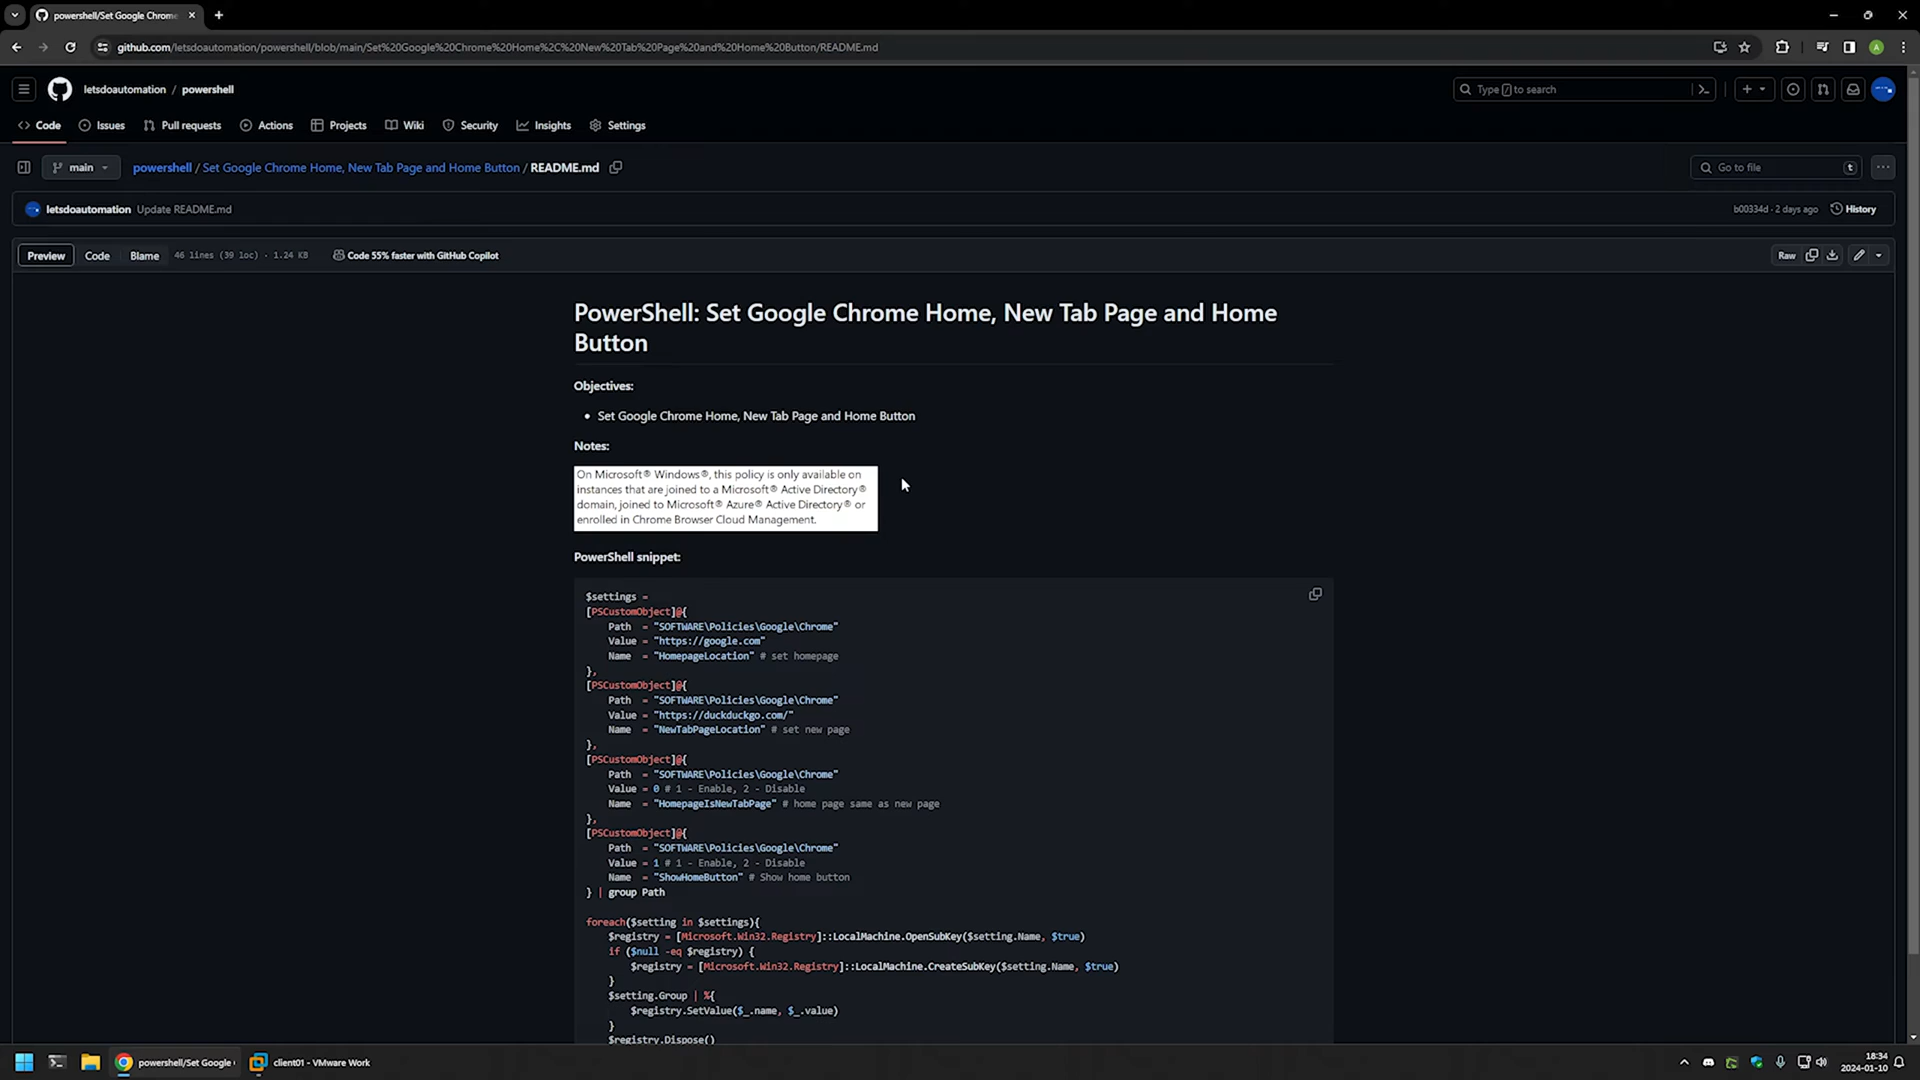 powershell/Set Google Chrome
github.com/letsdoautomation/powershell/blob/main/Set%20Google%20Chrome%20Home%2C%20New%20Tab%20Page%20and%20Home%20Button/README.md
A
letsdoautomation / powershell
Type / to search
Code Issues Pull requests Actions Projects Wiki Security Insights Settings
main powershell / Set Google Chrome Home, New Tab Page and Home Button / README.md
Go to file t
letsdoautomation Update README.md
b00334d · 2 days ago History
Preview Code Blame 46 lines (39 loc) · 1.24 KB Code 55% faster with GitHub Copilot
Raw
PowerShell: Set Google Chrome Home, New Tab Page and Home
Button
Objectives:
• Set Google Chrome Home, New Tab Page and Home Button
Notes:
On Microsoft® Windows®, this policy is only available on
instances that are joined to a Microsoft® Active Directory®
domain, joined to Microsoft® Azure® Active Directory® or
enrolled in Chrome Browser Cloud Management.
PowerShell snippet:
$settings =
[PSCustomObject]@{
Path = "SOFTWARE\Policies\Google\Chrome"
Value = "https://google.com"
Name = "HomepageLocation" # set homepage
},
[PSCustomObject]@{
Path = "SOFTWARE\Policies\Google\Chrome"
Value = "https://duckduckgo.com/"
Name = "NewTabPageLocation" # set new page
},
[PSCustomObject]@{
Path = "SOFTWARE\Policies\Google\Chrome"
Value = 0 # 1 - Enable, 2 - Disable
Name = "HomepageIsNewTabPage" # home page same as new page
},
[PSCustomObject]@{
Path = "SOFTWARE\Policies\Google\Chrome"
Value = 1 # 1 - Enable, 2 - Disable
Name = "ShowHomeButton" # Show home button
} | group Path
foreach($setting in $settings){
$registry = [Microsoft.Win32.Registry]::LocalMachine.OpenSubKey($setting.Name, $true)
if ($null -eq $registry) {
$registry = [Microsoft.Win32.Registry]::LocalMachine.CreateSubKey($setting.Name, $true)
}
$setting.Group | %{
$registry.SetValue($_.name, $_.value)
}
$registry.Dispose()
powershell/Set Google client01 - VMware Work
18:34
2024-01-10